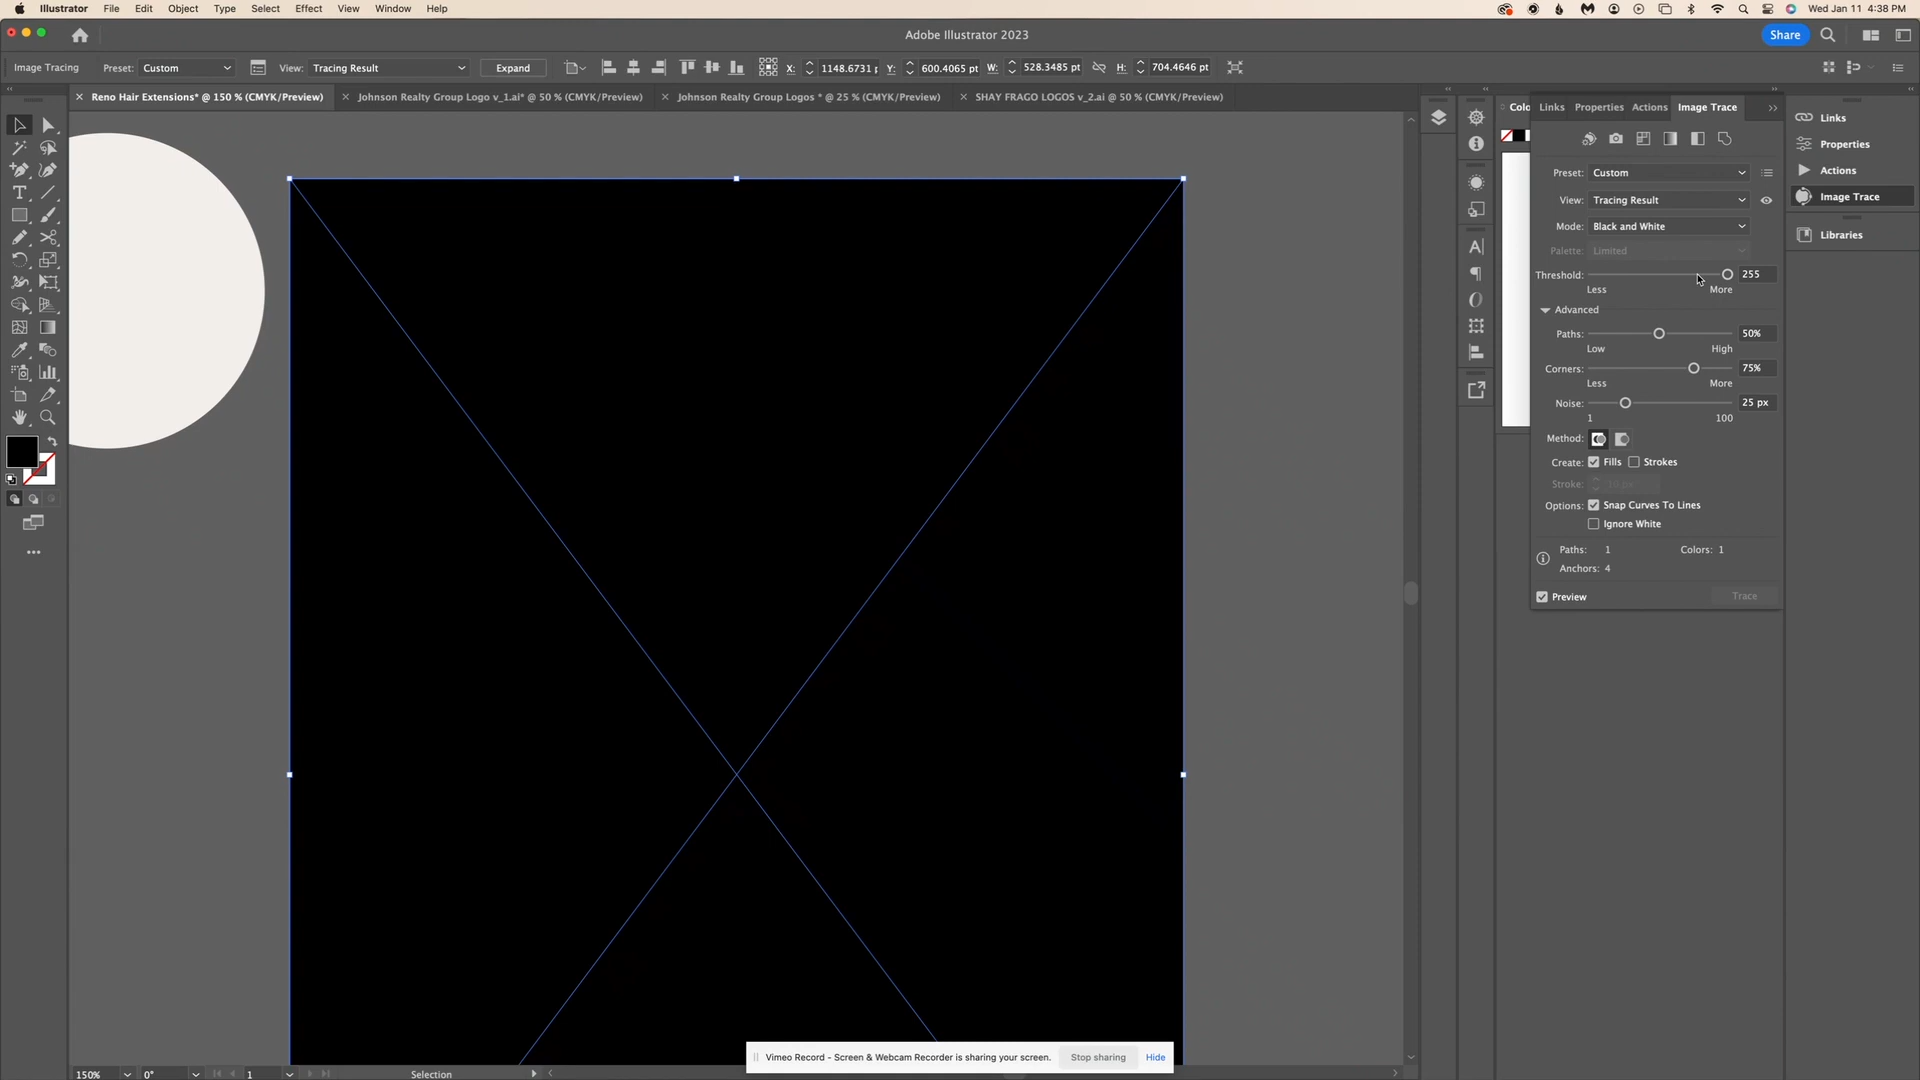 Illustrator File Edit Object Type Select Effect View Window Help Wed Jan 11 4:38 PM
Adobe Illustrator 2023
Share
Image Tracing Preset: Custom View: Tracing Result Expand X: 1148.6731 Y: 600.4065 pt W: 528.3485 pt H: 704.4646 pt
Reno Hair Extensions* @ 150 % (CMYK/Preview) Johnson Realty Group Logo v_1.ai* @ 50 % (CMYK/Preview) Johnson Realty Group Logos * @ 25 % (CMYK/Preview) SHAY FRAGO LOGOS v_2.ai @ 50 % (CMYK/Preview)
Colo Links Properties Actions Image Trace
Links
Properties
Actions
Image Trace
Libraries
Preset: Custom
View: Tracing Result
Mode: Black and White
Palette: Limited
Threshold: 255
Less More
Advanced
Paths: 50%
Low High
Corners: 75%
Less More
Noise: 25 px
1 100
Method:
Create: Fills Strokes
Stroke: 10 px
Options: Snap Curves To Lines
Ignore White
Paths: 1 Colors: 1
Anchors: 4
Preview Trace
Vimeo Record - Screen & Webcam Recorder is sharing your screen. Stop sharing Hide
150% 0° 1 Selection